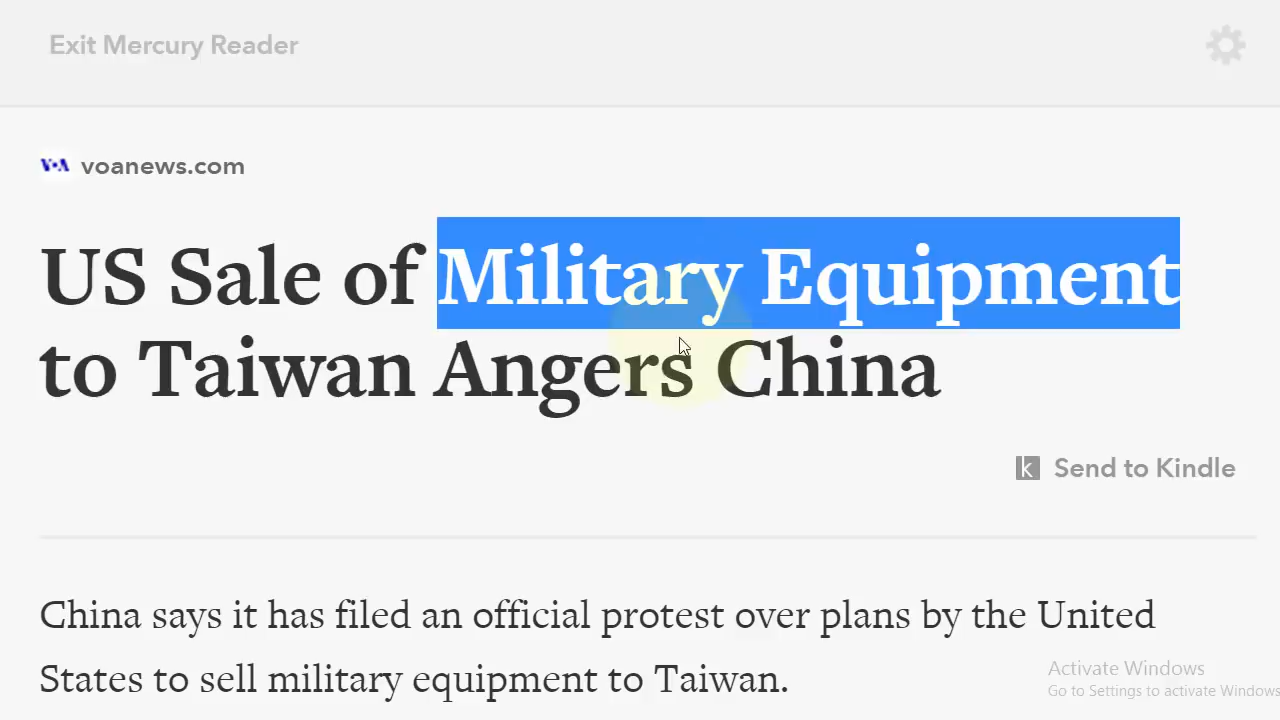 Exit Mercury Reader
VOA voanews.com
US Sale of Military Equipment
to Taiwan Angers China
k Send to Kindle
China says it has filed an official protest over plans by the United
States to sell military equipment to Taiwan.
Activate Windows
Go to Settings to activate Windows